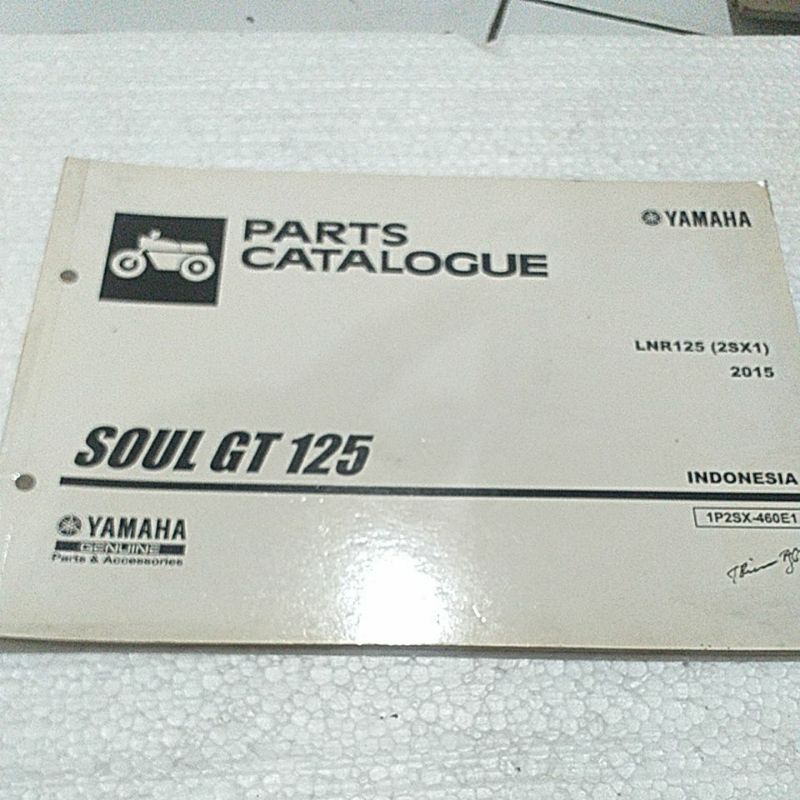 PARTS
CATALOGUE
YAMAHA
LNR125 (2SX1)
2015
SOUL GT 125
INDONESIA
1P2SX-460E1
YAMAHA
GENUINE
Parts & Accessories